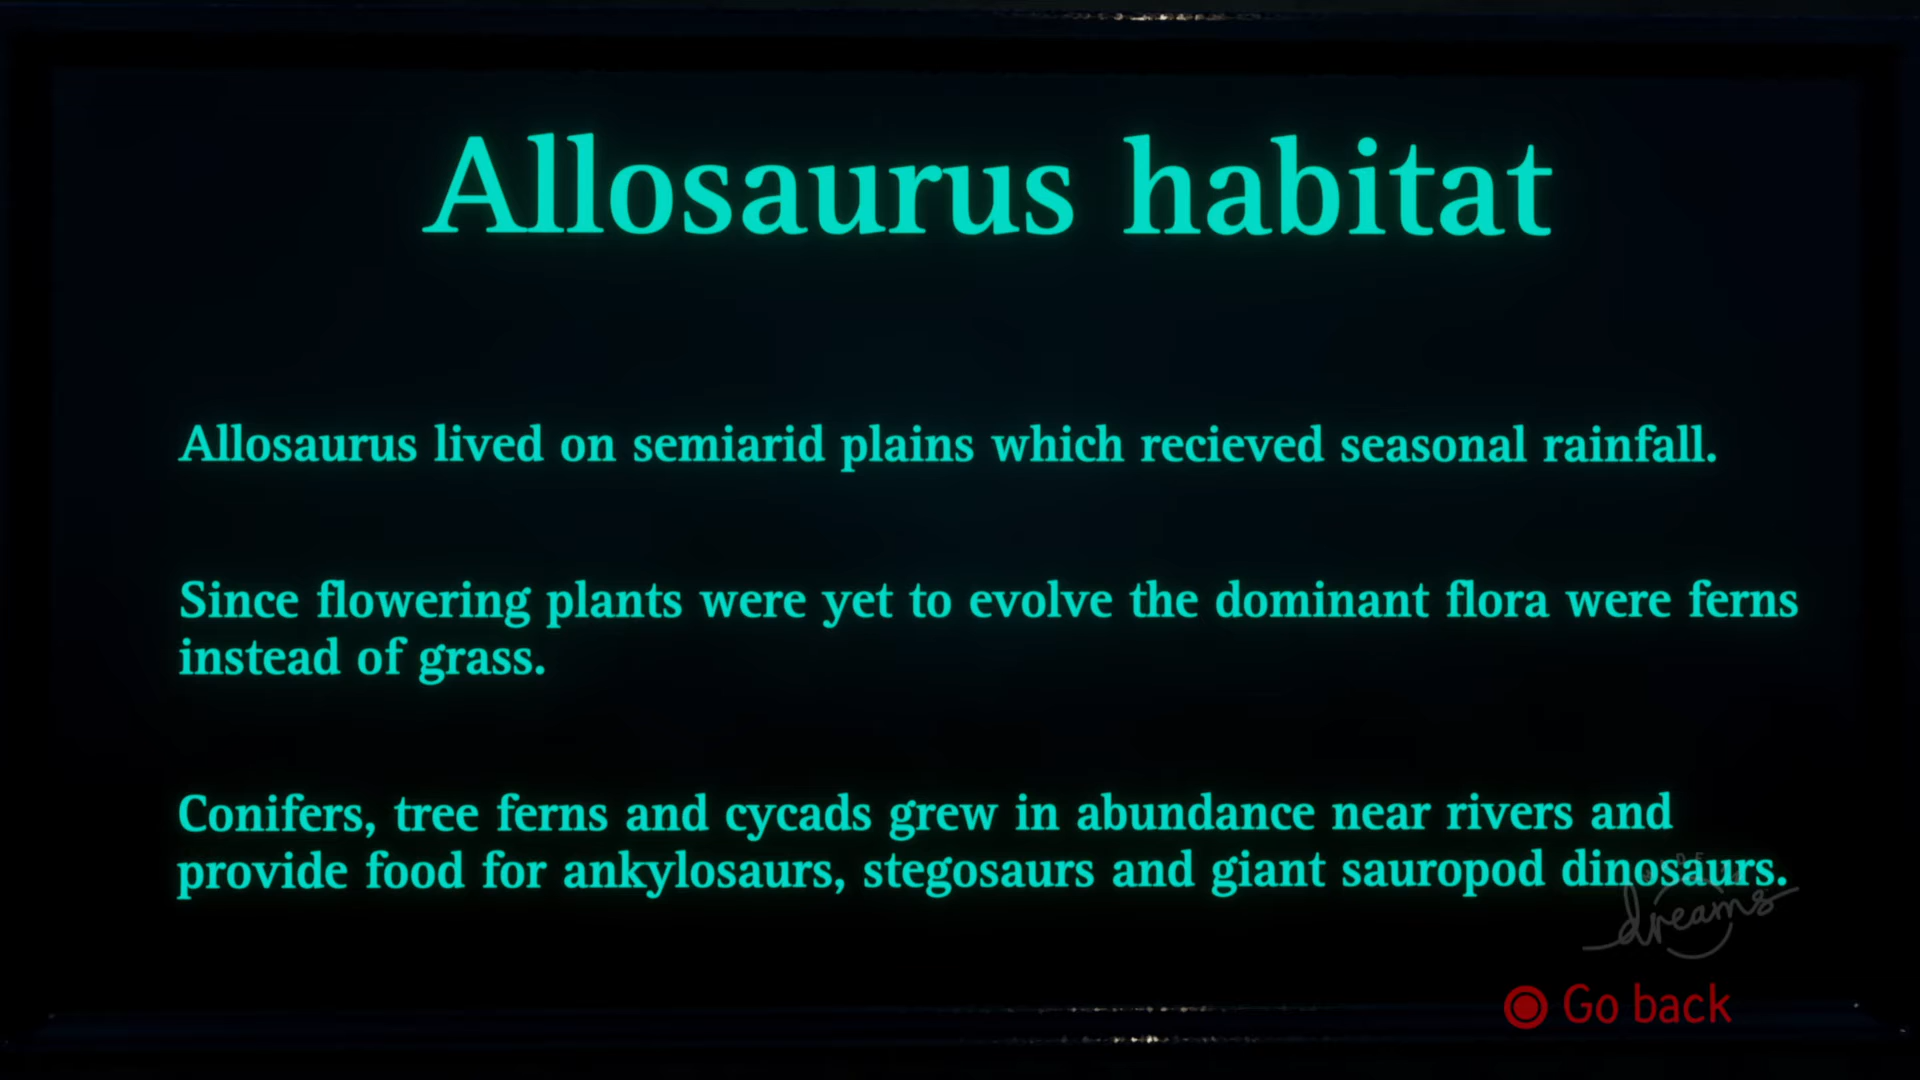 Allosaurus habitat
Allosaurus lived on semiarid plains which recieved seasonal rainfall.
Since flowering plants were yet to evolve the dominant flora were ferns
instead of grass.
Conifers, tree ferns and cycads grew in abundance near rivers and
provide food for ankylosaurs, stegosaurs and giant sauropod dinosaurs.
dreams
Go back